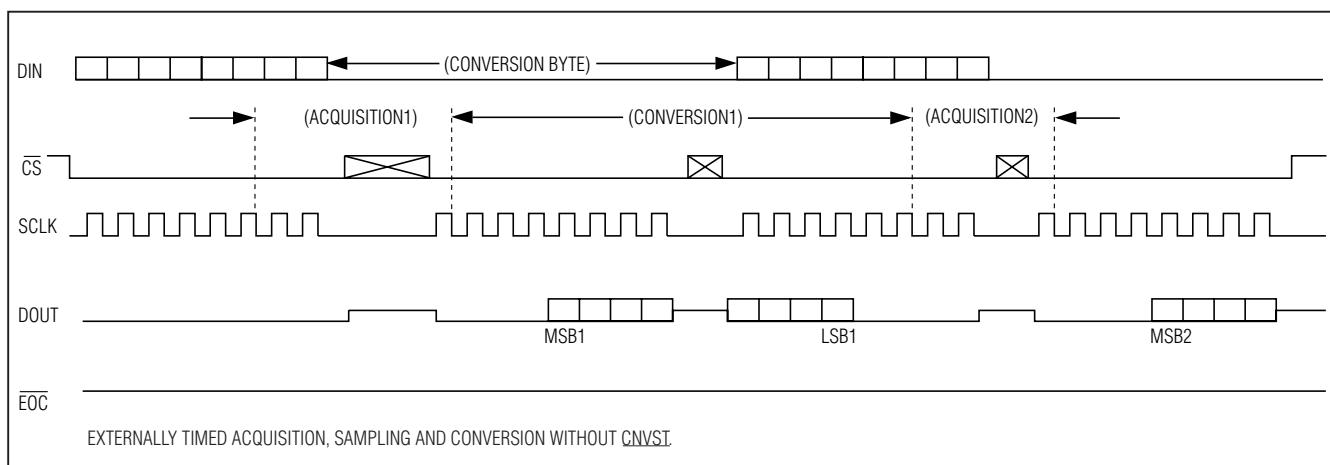 DIN
(CONVERSION BYTE)
(ACQUISITION1)
(CONVERSION1)
(ACQUISITION2)
CS
SCLK
DOUT
MSB1
LSB1
MSB2
EOC
EXTERNALLY TIMED ACQUISITION, SAMPLING AND CONVERSION WITHOUT CNVST.